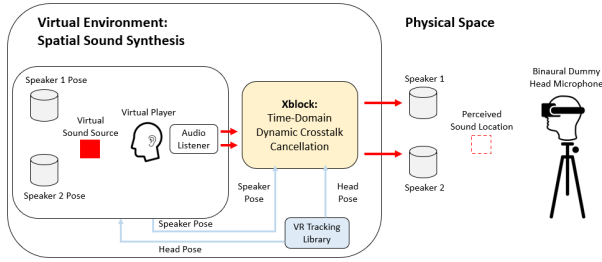 Virtual Environment:
Spatial Sound Synthesis
Physical Space
Speaker 1 Pose
Virtual
Sound Source
Virtual Player
Audio
Listener
Speaker 2 Pose
Xblock:
Time-Domain
Dynamic Crosstalk
Cancellation
Speaker
Pose
Head
Pose
Speaker Pose
Head Pose
VR Tracking
Library
Speaker 1
Perceived
Sound Location
Speaker 2
Binaural Dummy
Head Microphone